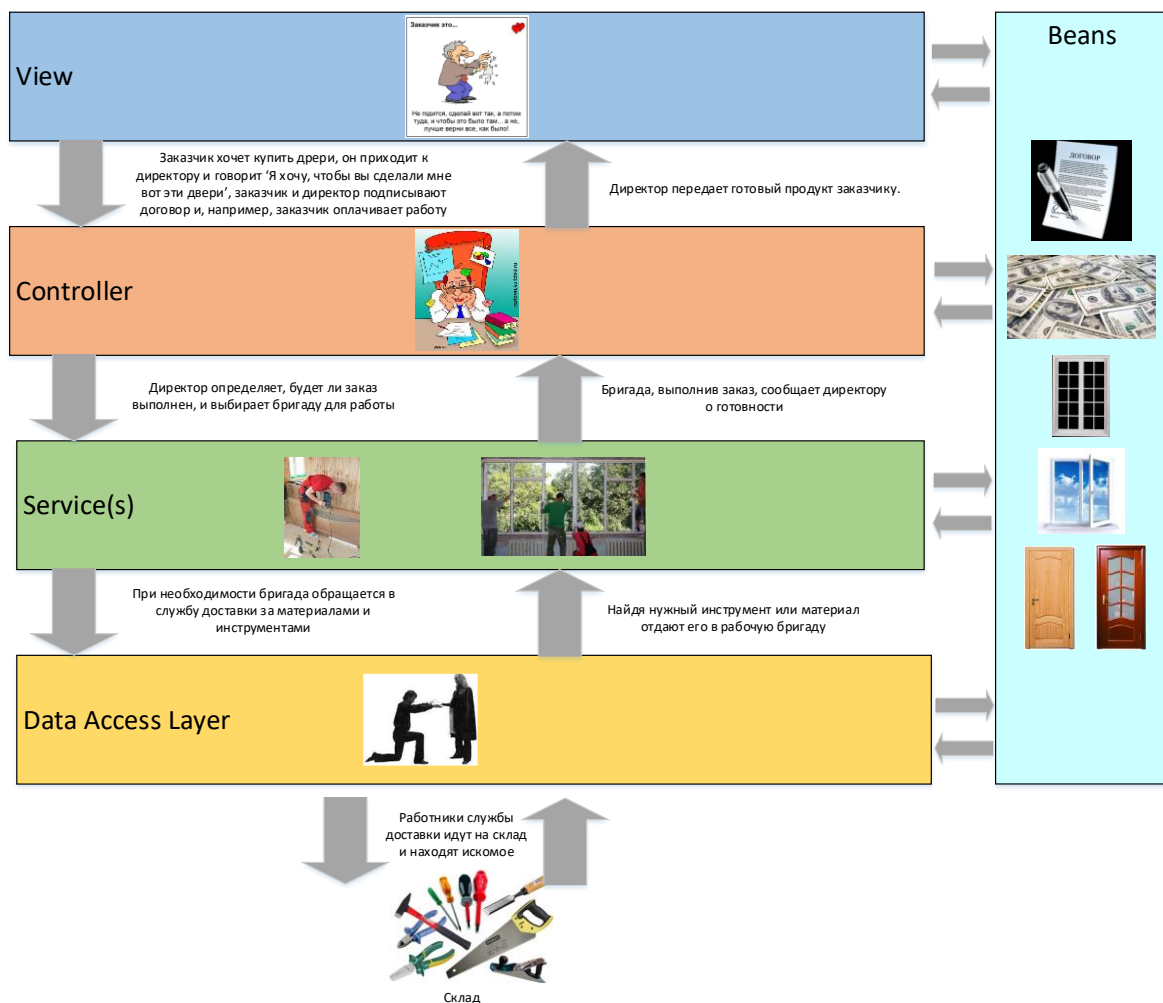 Заказчик это...
Beans
View
Не годится, сделай вот так, а потом
туда, и чтобы это было там... а не,
лучше верни все, как было!
Заказчик хочет купить дрери, он приходит к
директору и говорит ‘Я хочу, чтобы вы сделали мне
вот эти двери’, заказчик и директор подписывают
договор и, например, заказчик оплачивает работу
Директор передает готовый продукт заказчику.
ДОГОВОР
Controller
Директор определяет, будет ли заказ
выполнен, и выбирает бригаду для работы
Бригада, выполнив заказ, сообщает директору
о готовности
Service(s)
При необходимости бригада обращается в
службу доставки за материалами и
инструментами
Найдя нужный инструмент или материал
отдают его в рабочую бригаду
Data Access Layer
Работники службы
доставки идут на склад
и находят искомое
Склад